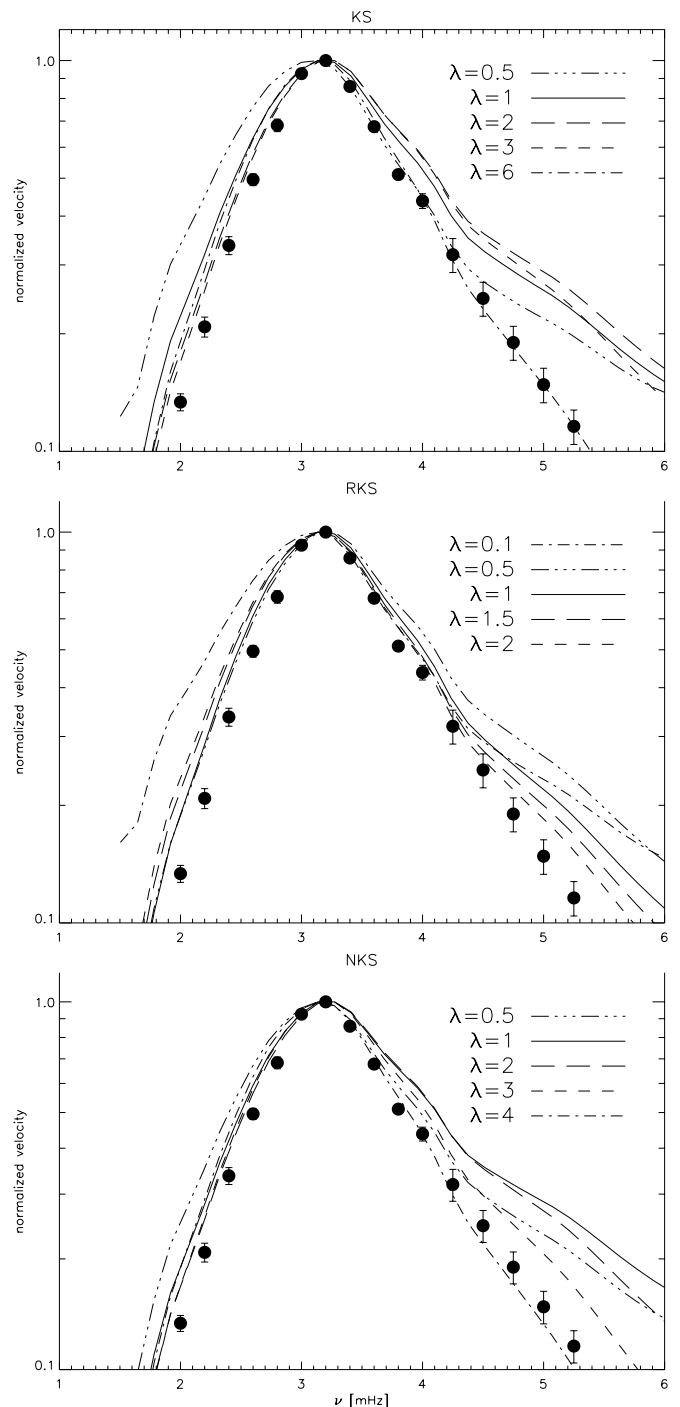 KS
1.0
λ=0.5
λ=1
λ=2
λ=3
λ=6
normalized velocity
0.1
1 2 3 4 5 6
RKS
1.0
λ=0.1
λ=0.5
λ=1
λ=1.5
λ=2
normalized velocity
0.1
1 2 3 4 5 6
NKS
1.0
λ=0.5
λ=1
λ=2
λ=3
λ=4
normalized velocity
0.1
1 2 3 4 5 6
ν [mHz]